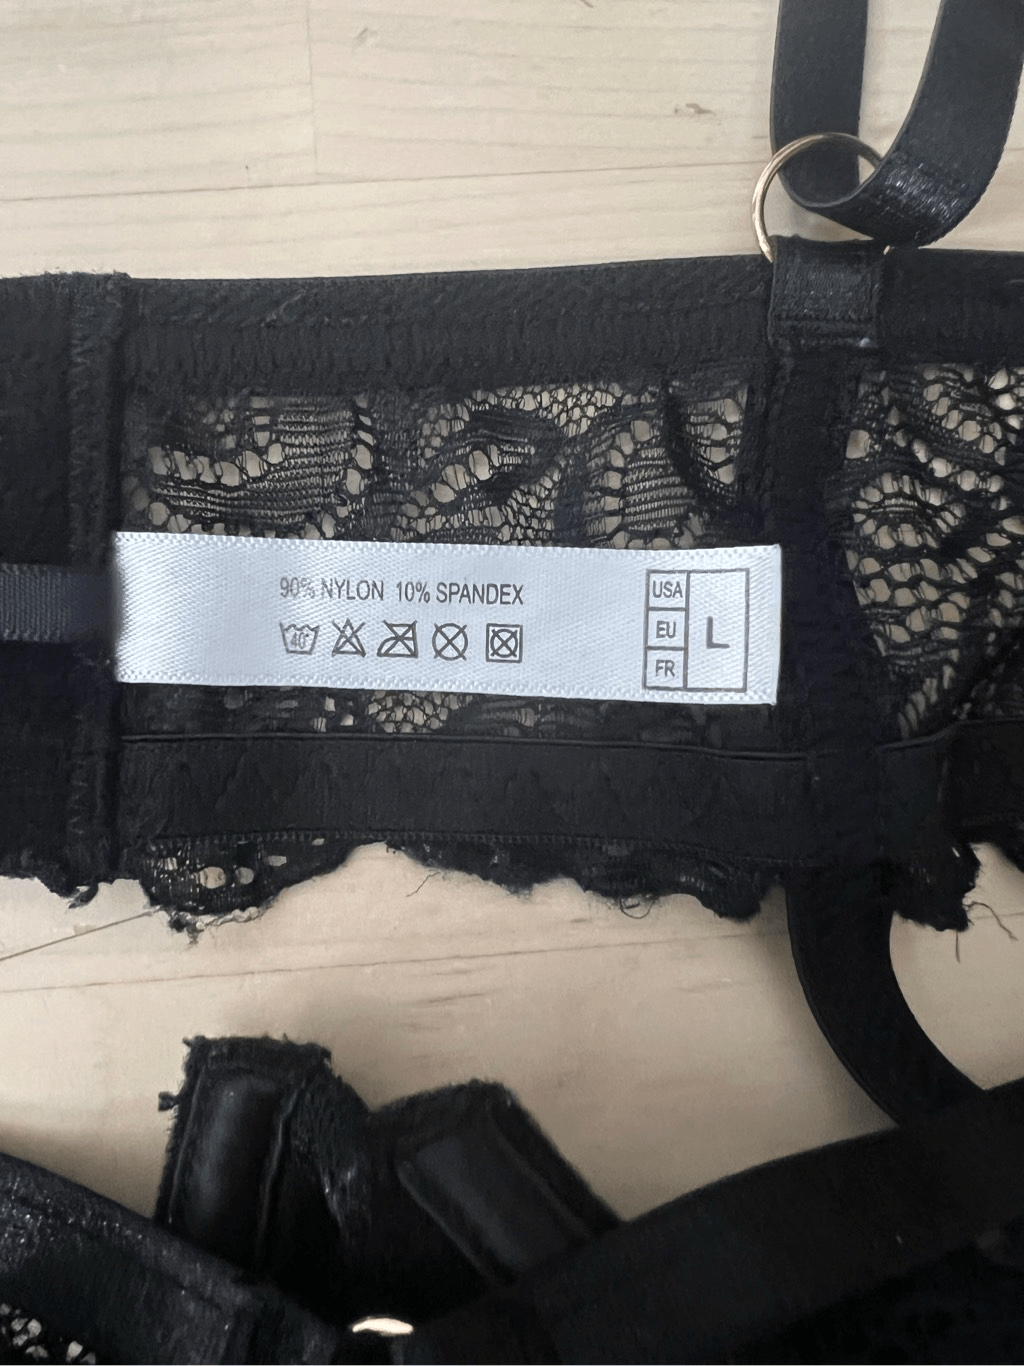 90% NYLON 10% SPANDEX
40°
USA
EU
FR
L